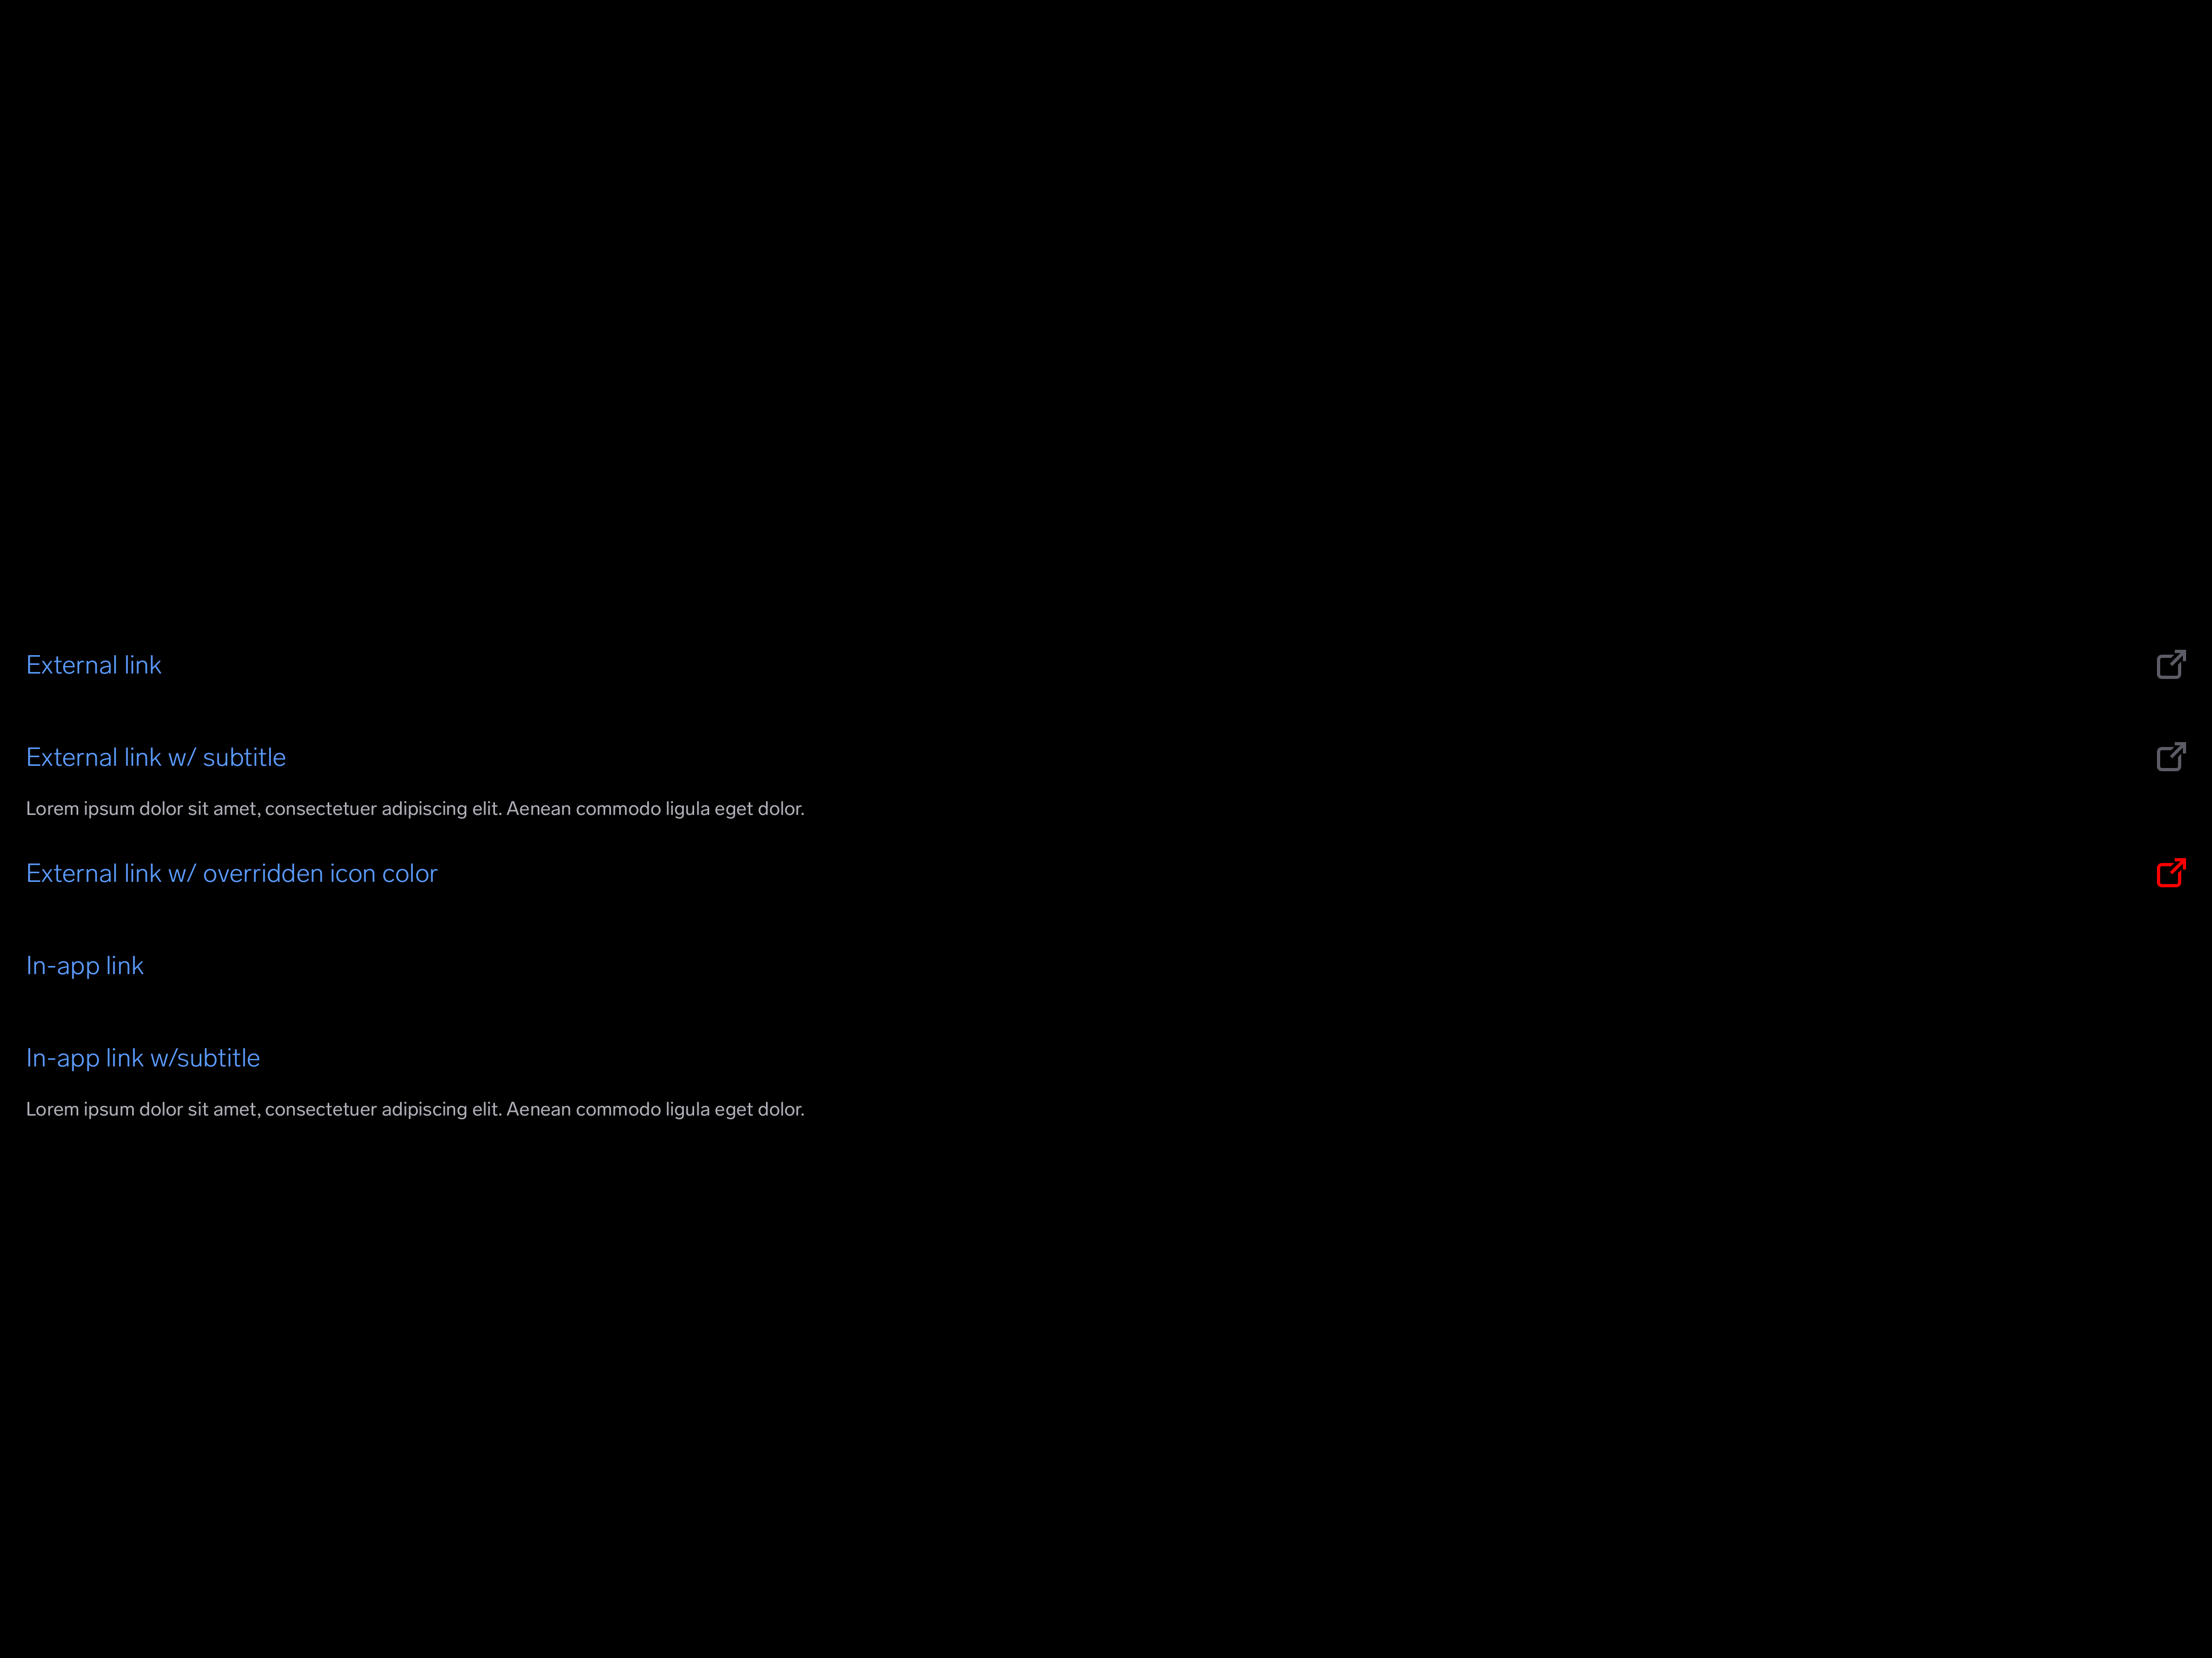 External link
External link w/ subtitle
Lorem ipsum dolor sit amet, consectetuer adipiscing elit. Aenean commodo ligula eget dolor.
External link w/ overridden icon color
In-app link
In-app link w/subtitle
Lorem ipsum dolor sit amet, consectetuer adipiscing elit. Aenean commodo ligula eget dolor.